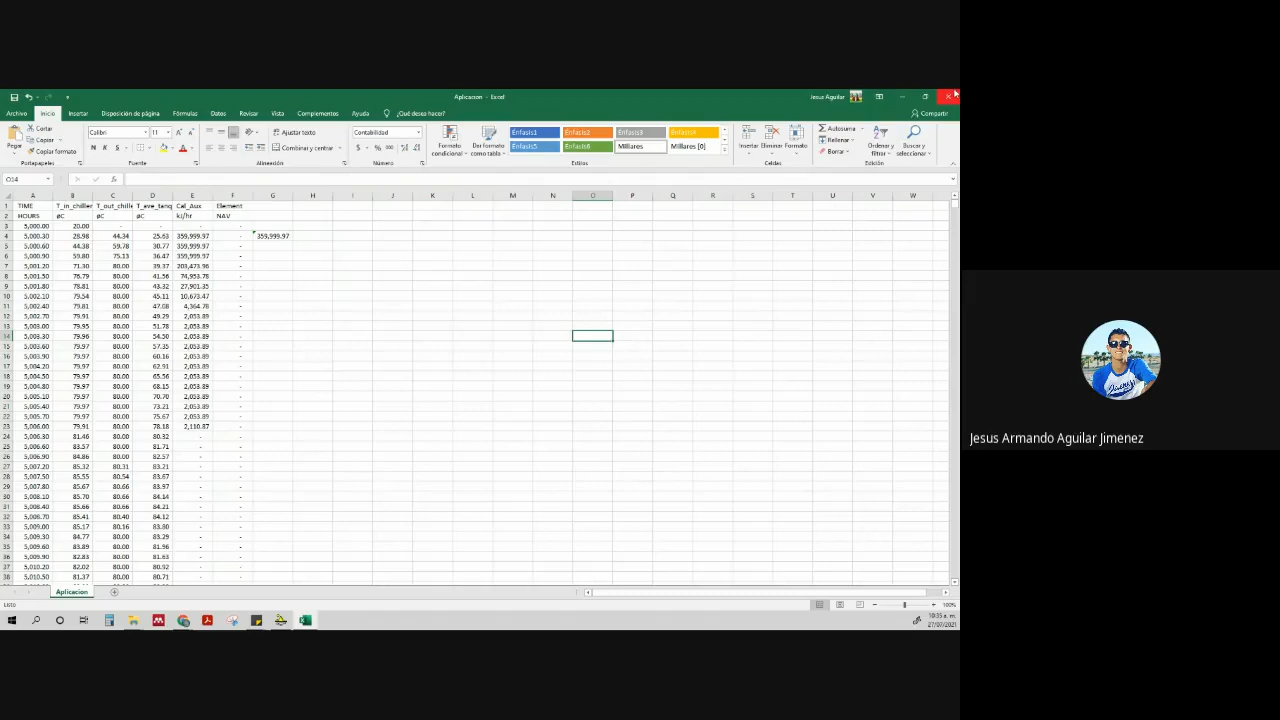 Aplicacion - Excel
Jesus Aguilar
Archivo Inicio Insertar Disposición de página Fórmulas Datos Revisar Vista Complementos Ayuda ¿Qué desea hacer? Compartir
Pegar
Cortar
Copiar
Copiar formato
Calibri 11
N
Ajustar texto
Combinar y centrar
Contabilidad
$ %
Formato condicional
Dar formato como tabla
Énfasis1 Énfasis2 Énfasis3 Énfasis4
Énfasis5 Énfasis6 Millares Millares [0]
Insertar Eliminar Formato
Autosuma
Rellenar
Borrar
Ordenar y filtrar
Buscar y seleccionar
Portapapeles Fuente Alineación Número Estilos Celdas Edición
O14
A B C D E F G H I J K L M N O P Q R S T U V W
1 TIME T_in_chiller T_out_chille T_ave_tanq Cal_Aux Element
2 HOURS øC øC øC kJ/hr NAV
3 5,000.00 20.00 - - - -
4 5,000.30 28.98 44.34 25.63 359,999.97 - 359,999.97
5 5,000.60 44.38 59.78 30.77 359,999.97 -
6 5,000.90 59.80 75.13 36.47 359,999.97 -
7 5,001.20 71.30 80.00 39.37 203,473.96 -
8 5,001.50 76.79 80.00 41.56 74,953.78 -
9 5,001.80 78.81 80.00 43.32 27,901.35 -
10 5,002.10 79.54 80.00 45.11 10,673.47 -
11 5,002.40 79.81 80.00 47.08 4,364.78 -
12 5,002.70 79.91 80.00 49.29 2,053.89 -
13 5,003.00 79.95 80.00 51.78 2,053.89 -
14 5,003.30 79.96 80.00 54.50 2,053.89 -
15 5,003.60 79.97 80.00 57.35 2,053.89 -
16 5,003.90 79.97 80.00 60.16 2,053.89 -
17 5,004.20 79.97 80.00 62.91 2,053.89 -
18 5,004.50 79.97 80.00 65.56 2,053.89 -
19 5,004.80 79.97 80.00 68.15 2,053.89 -
20 5,005.10 79.97 80.00 70.70 2,053.89 -
21 5,005.40 79.97 80.00 73.21 2,053.89 -
22 5,005.70 79.97 80.00 75.67 2,053.89 -
23 5,006.00 79.91 80.00 78.18 2,110.87 -
24 5,006.30 81.46 80.00 80.32 - -
25 5,006.60 83.57 80.00 81.71 - -
26 5,006.90 84.86 80.00 82.57 - -
27 5,007.20 85.32 80.31 83.21 - -
28 5,007.50 85.55 80.54 83.67 - -
29 5,007.80 85.67 80.66 83.97 - -
30 5,008.10 85.70 80.66 84.14 - -
31 5,008.40 85.66 80.66 84.21 - -
32 5,008.70 85.41 80.40 84.12 - -
33 5,009.00 85.17 80.16 83.80 - -
34 5,009.30 84.77 80.00 83.29 - -
35 5,009.60 83.89 80.00 81.96 - -
36 5,009.90 82.83 80.00 81.63 - -
37 5,010.20 82.02 80.00 80.92 - -
38 5,010.50 81.37 80.00 80.71 - -
Aplicacion
Listo
100%
10:35 a. m.
27/07/2021
Jesus Armando Aguilar Jimenez